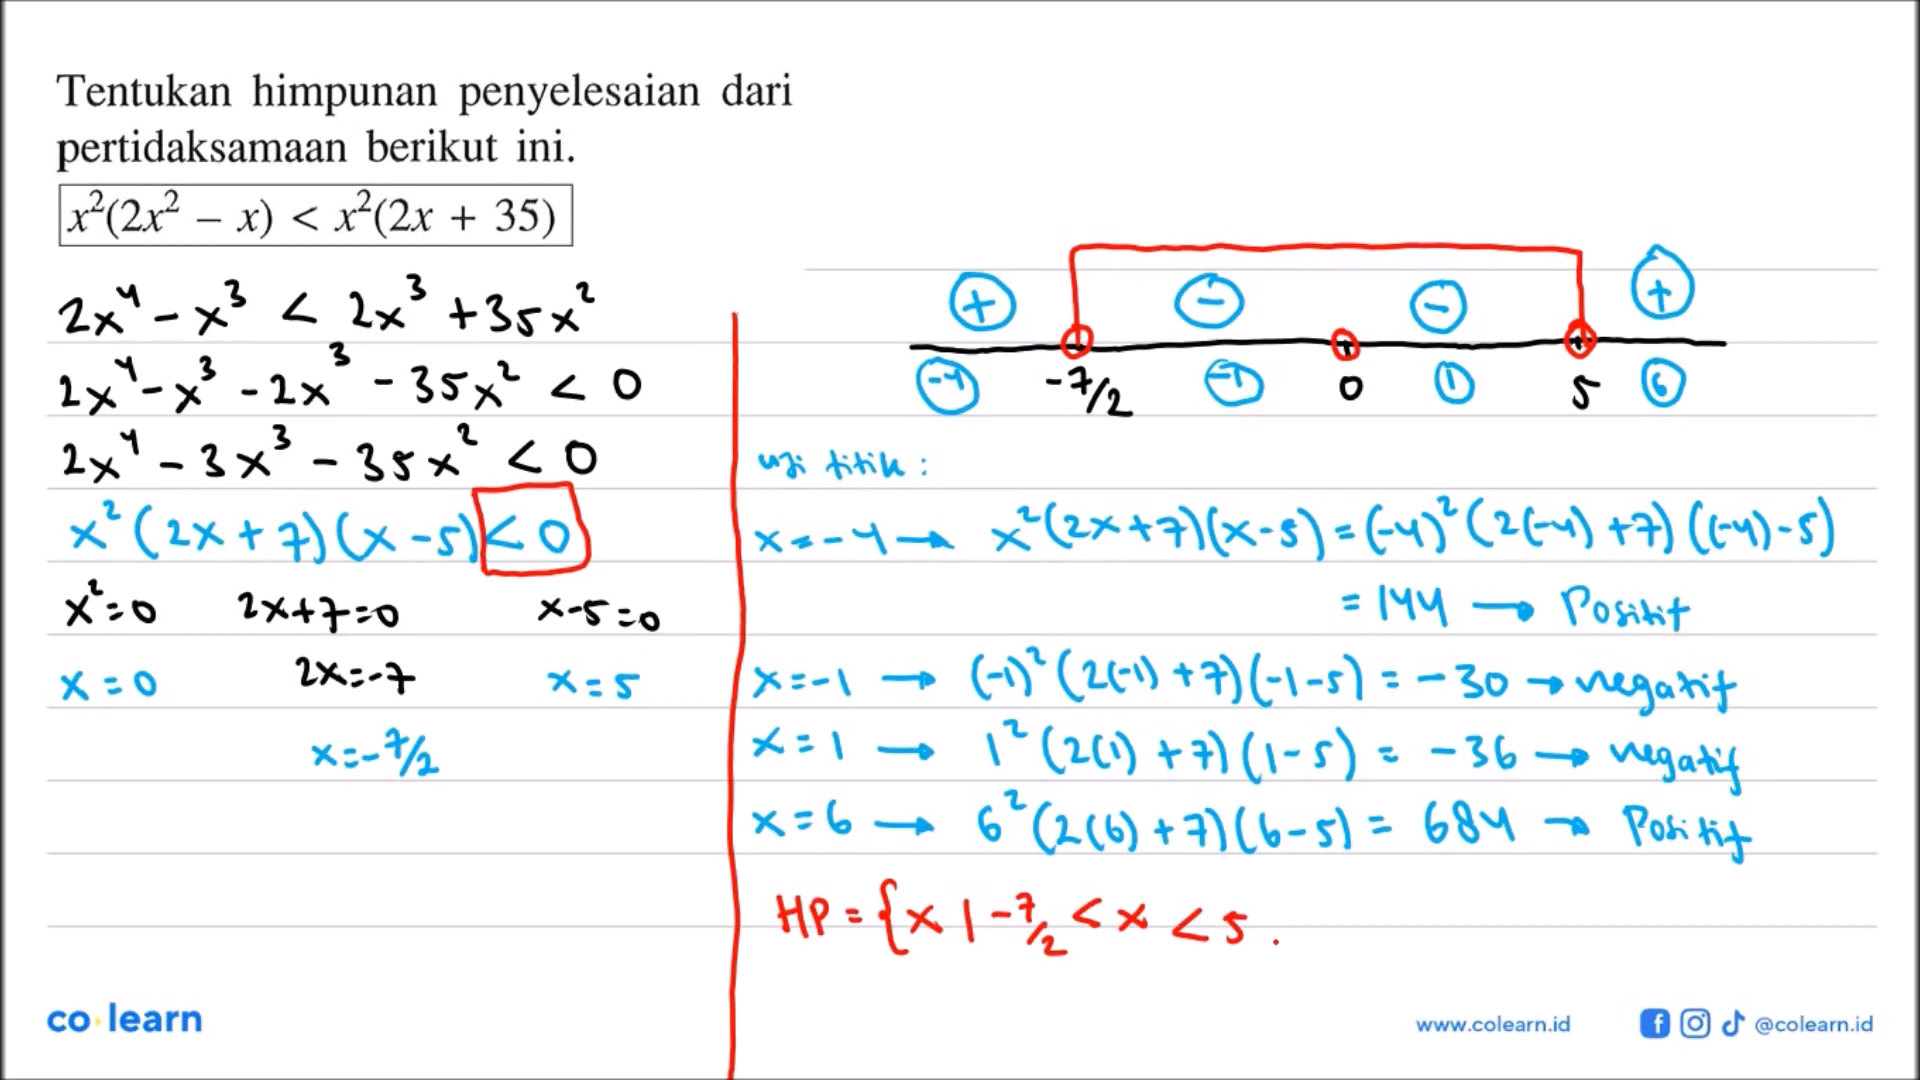 Tentukan himpunan penyelesaian dari
pertidaksamaan berikut ini.
x²(2x² – x) < x²(2x + 35)
2x⁴ - x³ < 2x³ + 35x²
2x⁴ - x³ - 2x³ - 35x² < 0
2x⁴ - 3x³ - 35x² < 0
x²(2x+7)(x-5) < 0
x²=0 2x+7=0 x-5=0
x=0 2x=-7 x=5
x=-7/2
+ - - +
-4 -7/2 -1 0 1 5 6
uji titik :
x=-4 → x²(2x+7)(x-5) = (-4)²(2(-4)+7)((-4)-5)
= 144 → Positif
x=-1 → (-1)²(2(-1)+7)(-1-5) = -30 → negatif
x=1 → 1²(2(1)+7)(1-5) = -36 → negatif
x=6 → 6²(2(6)+7)(6-5) = 684 → Positif
HP = {x | -7/2 < x < 5 .
co·learn
www.colearn.id
@colearn.id